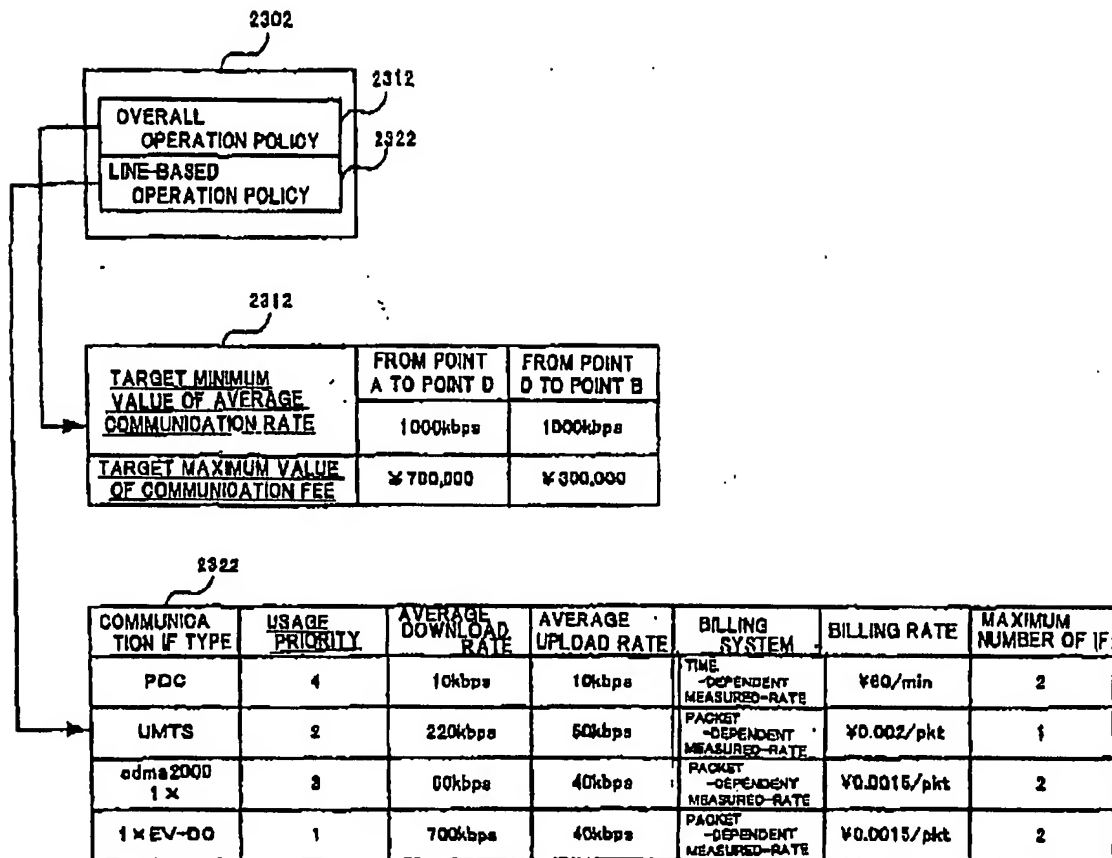 2302
2312
OVERALL
OPERATION POLICY
2322
LINE-BASED
OPERATION POLICY
2312
TARGET MINIMUM
VALUE OF AVERAGE
COMMUNICATION RATE
FROM POINT
A TO POINT D
FROM POINT
D TO POINT B
1000kbps
1000kbps
TARGET MAXIMUM VALUE
OF COMMUNICATION FEE
¥700,000
¥300,000
2322
COMMUNICA
TION IF TYPE
USAGE
PRIORITY
AVERAGE
DOWNLOAD
RATE
AVERAGE
UPLOAD RATE
BILLING
SYSTEM
BILLING RATE
MAXIMUM
NUMBER OF IF
PDC
4
10kbps
10kbps
TIME
-DEPENDENT
MEASURED-RATE
¥60/min
2
UMTS
2
220kbps
50kbps
PACKET
-DEPENDENT
MEASURED-RATE
¥0.002/pkt
1
cdma2000
1×
3
60kbps
40kbps
PACKET
-DEPENDENT
MEASURED-RATE
¥0.0015/pkt
2
1×EV-DO
1
700kbps
40kbps
PACKET
-DEPENDENT
MEASURED-RATE
¥0.0015/pkt
2